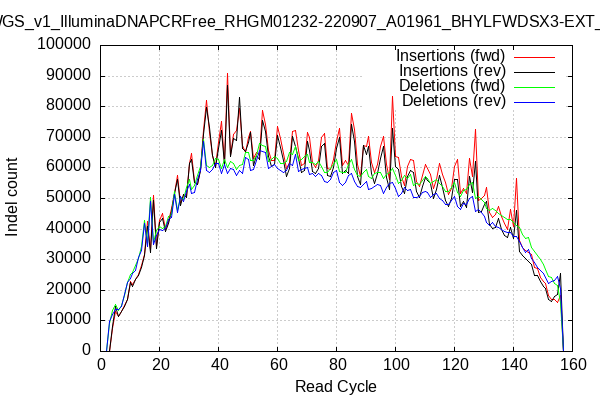 WGS_v1_IlluminaDNAPCRFree_RHGM01232-220907_A01961_BHYLFWDSX3-EXT_
Insertions (fwd)
Insertions (rev)
Deletions (fwd)
Deletions (rev)
100000
90000
80000
70000
60000
50000
40000
30000
20000
10000
0
Indel count
0 20 40 60 80 100 120 140 160
Read Cycle